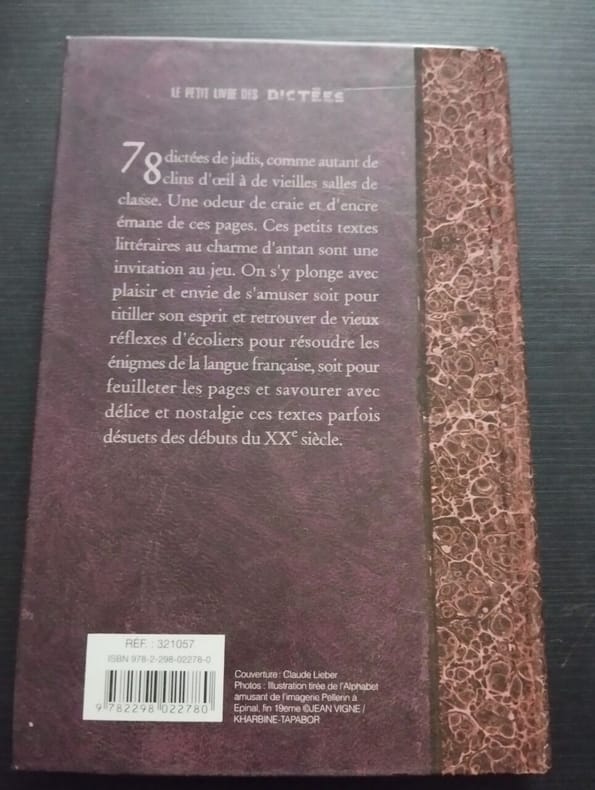 LE PETIT LIVRE DES DICTÉES
78 dictées de jadis, comme autant de
clins d'œil à de vieilles salles de
classe. Une odeur de craie et d'encre
émane de ces pages. Ces petits textes
littéraires au charme d'antan sont une
invitation au jeu. On s'y plonge avec
plaisir et envie de s'amuser soit pour
titiller son esprit et retrouver de vieux
réflexes d'écoliers pour résoudre les
énigmes de la langue française, soit pour
feuilleter les pages et savourer avec
délice et nostalgie ces textes parfois
désuets des débuts du XXe siècle.
RÉF. : 321057
ISBN 978-2-298-02278-0
9 782298 022780
Couverture : Claude Lieber
Photos : Illustration tirée de l'Alphabet
amusant de l'imagerie Pellerin à
Epinal, fin 19eme ©JEAN VIGNE /
KHARBINE-TAPABOR